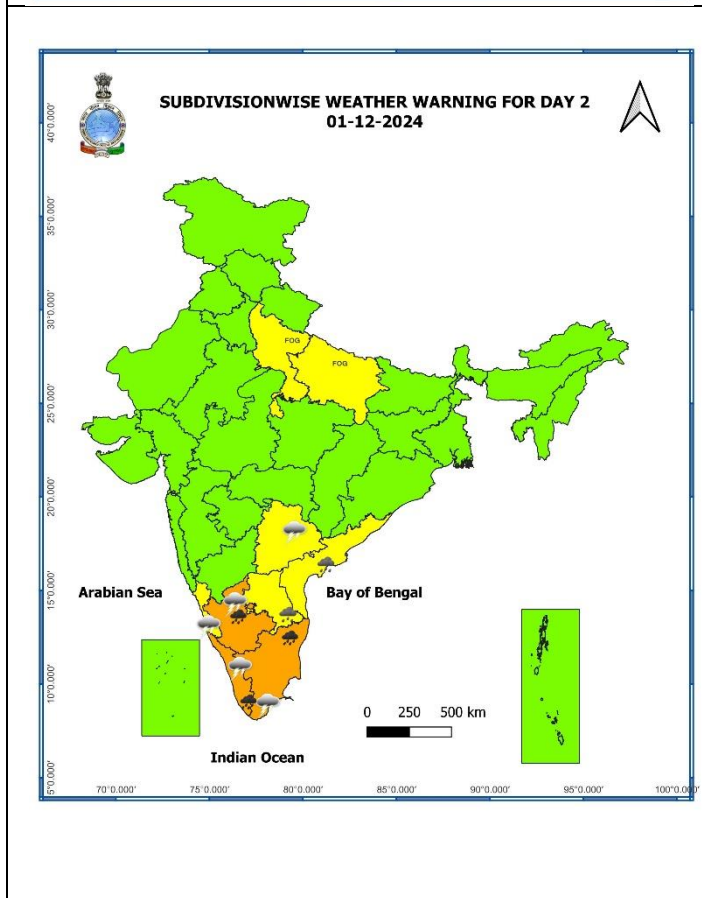 SUBDIVISIONWISE WEATHER WARNING FOR DAY 2
01-12-2024
40°0.000'
35°0.000'
30°0.000'
25°0.000'
20°0.000'
15°0.000'
10°0.000'
5°0.000'
FOG
FOG
Arabian Sea
Bay of Bengal
0 250 500 km
Indian Ocean
70°0.000' 75°0.000' 80°0.000' 85°0.000' 90°0.000' 95°0.000' 100°0.000'